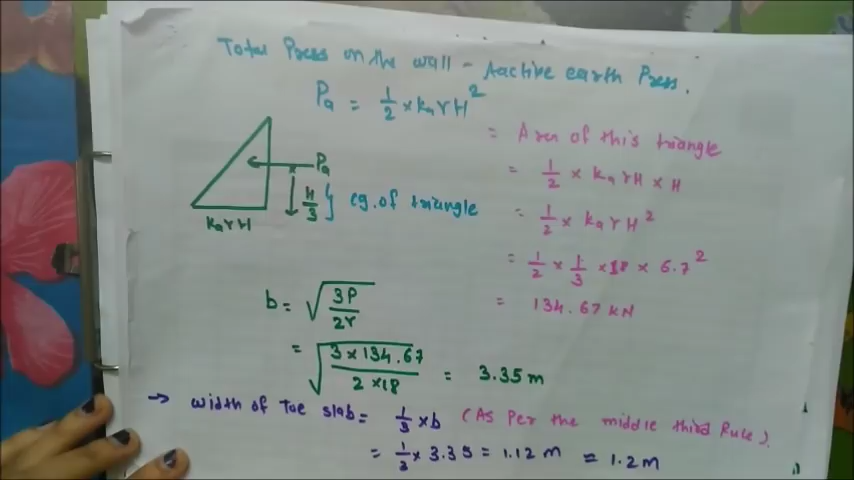 Total Press on the wall - Aactive earth Press.
Pa = 1/2 × kaγH²
= Area of this triangle
= 1/2 × kaγH × H
= 1/2 × kaγH²
= 1/2 × 1/3 × 18 × 6.7²
= 134.67 kN
Pa
H/3 } cg. of triangle
kaγH
b = √(3P/2γ)
= √(3 × 134.67/2 × 18) = 3.35 m
→ width of Toe slab = 1/3 × b (As Per the middle third Rule).
= 1/3 × 3.35 = 1.12 m = 1.2 m